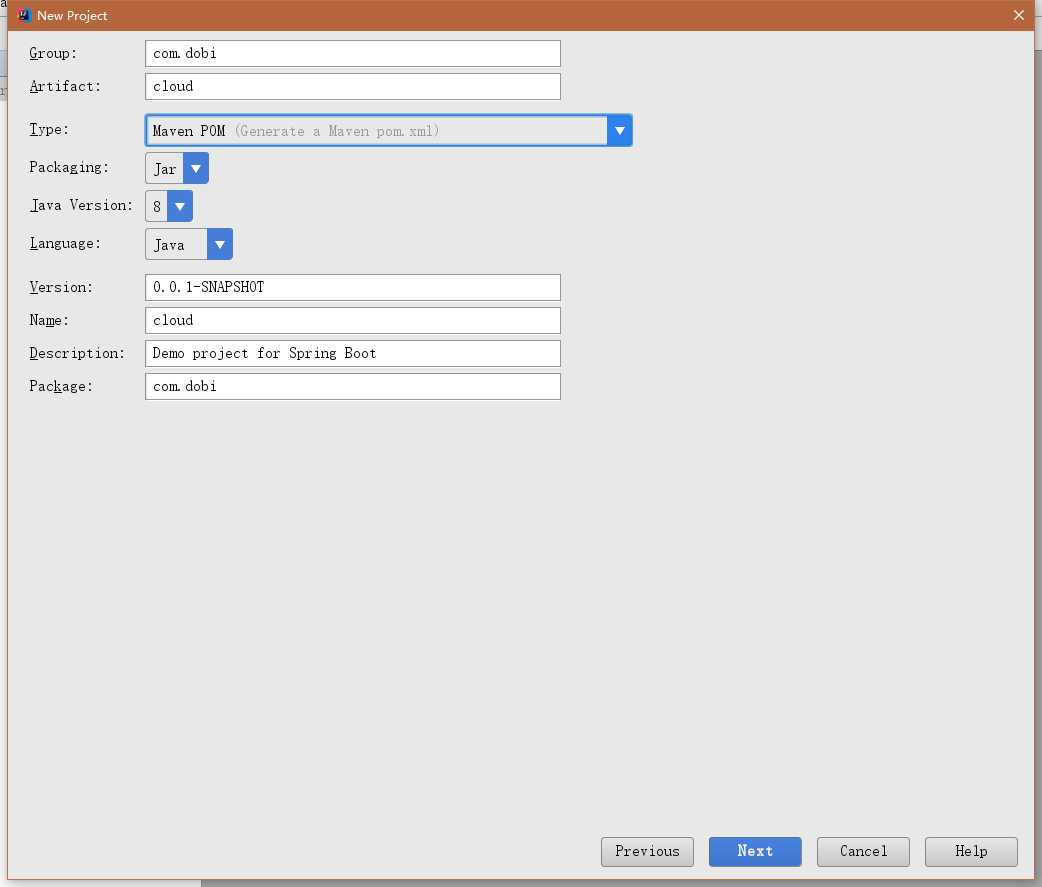 New Project
Group: com.dobi
Artifact: cloud
Type: Maven POM (Generate a Maven pom.xml)
Packaging: Jar
Java Version: 8
Language: Java
Version: 0.0.1-SNAPSHOT
Name: cloud
Description: Demo project for Spring Boot
Package: com.dobi
Previous Next Cancel Help